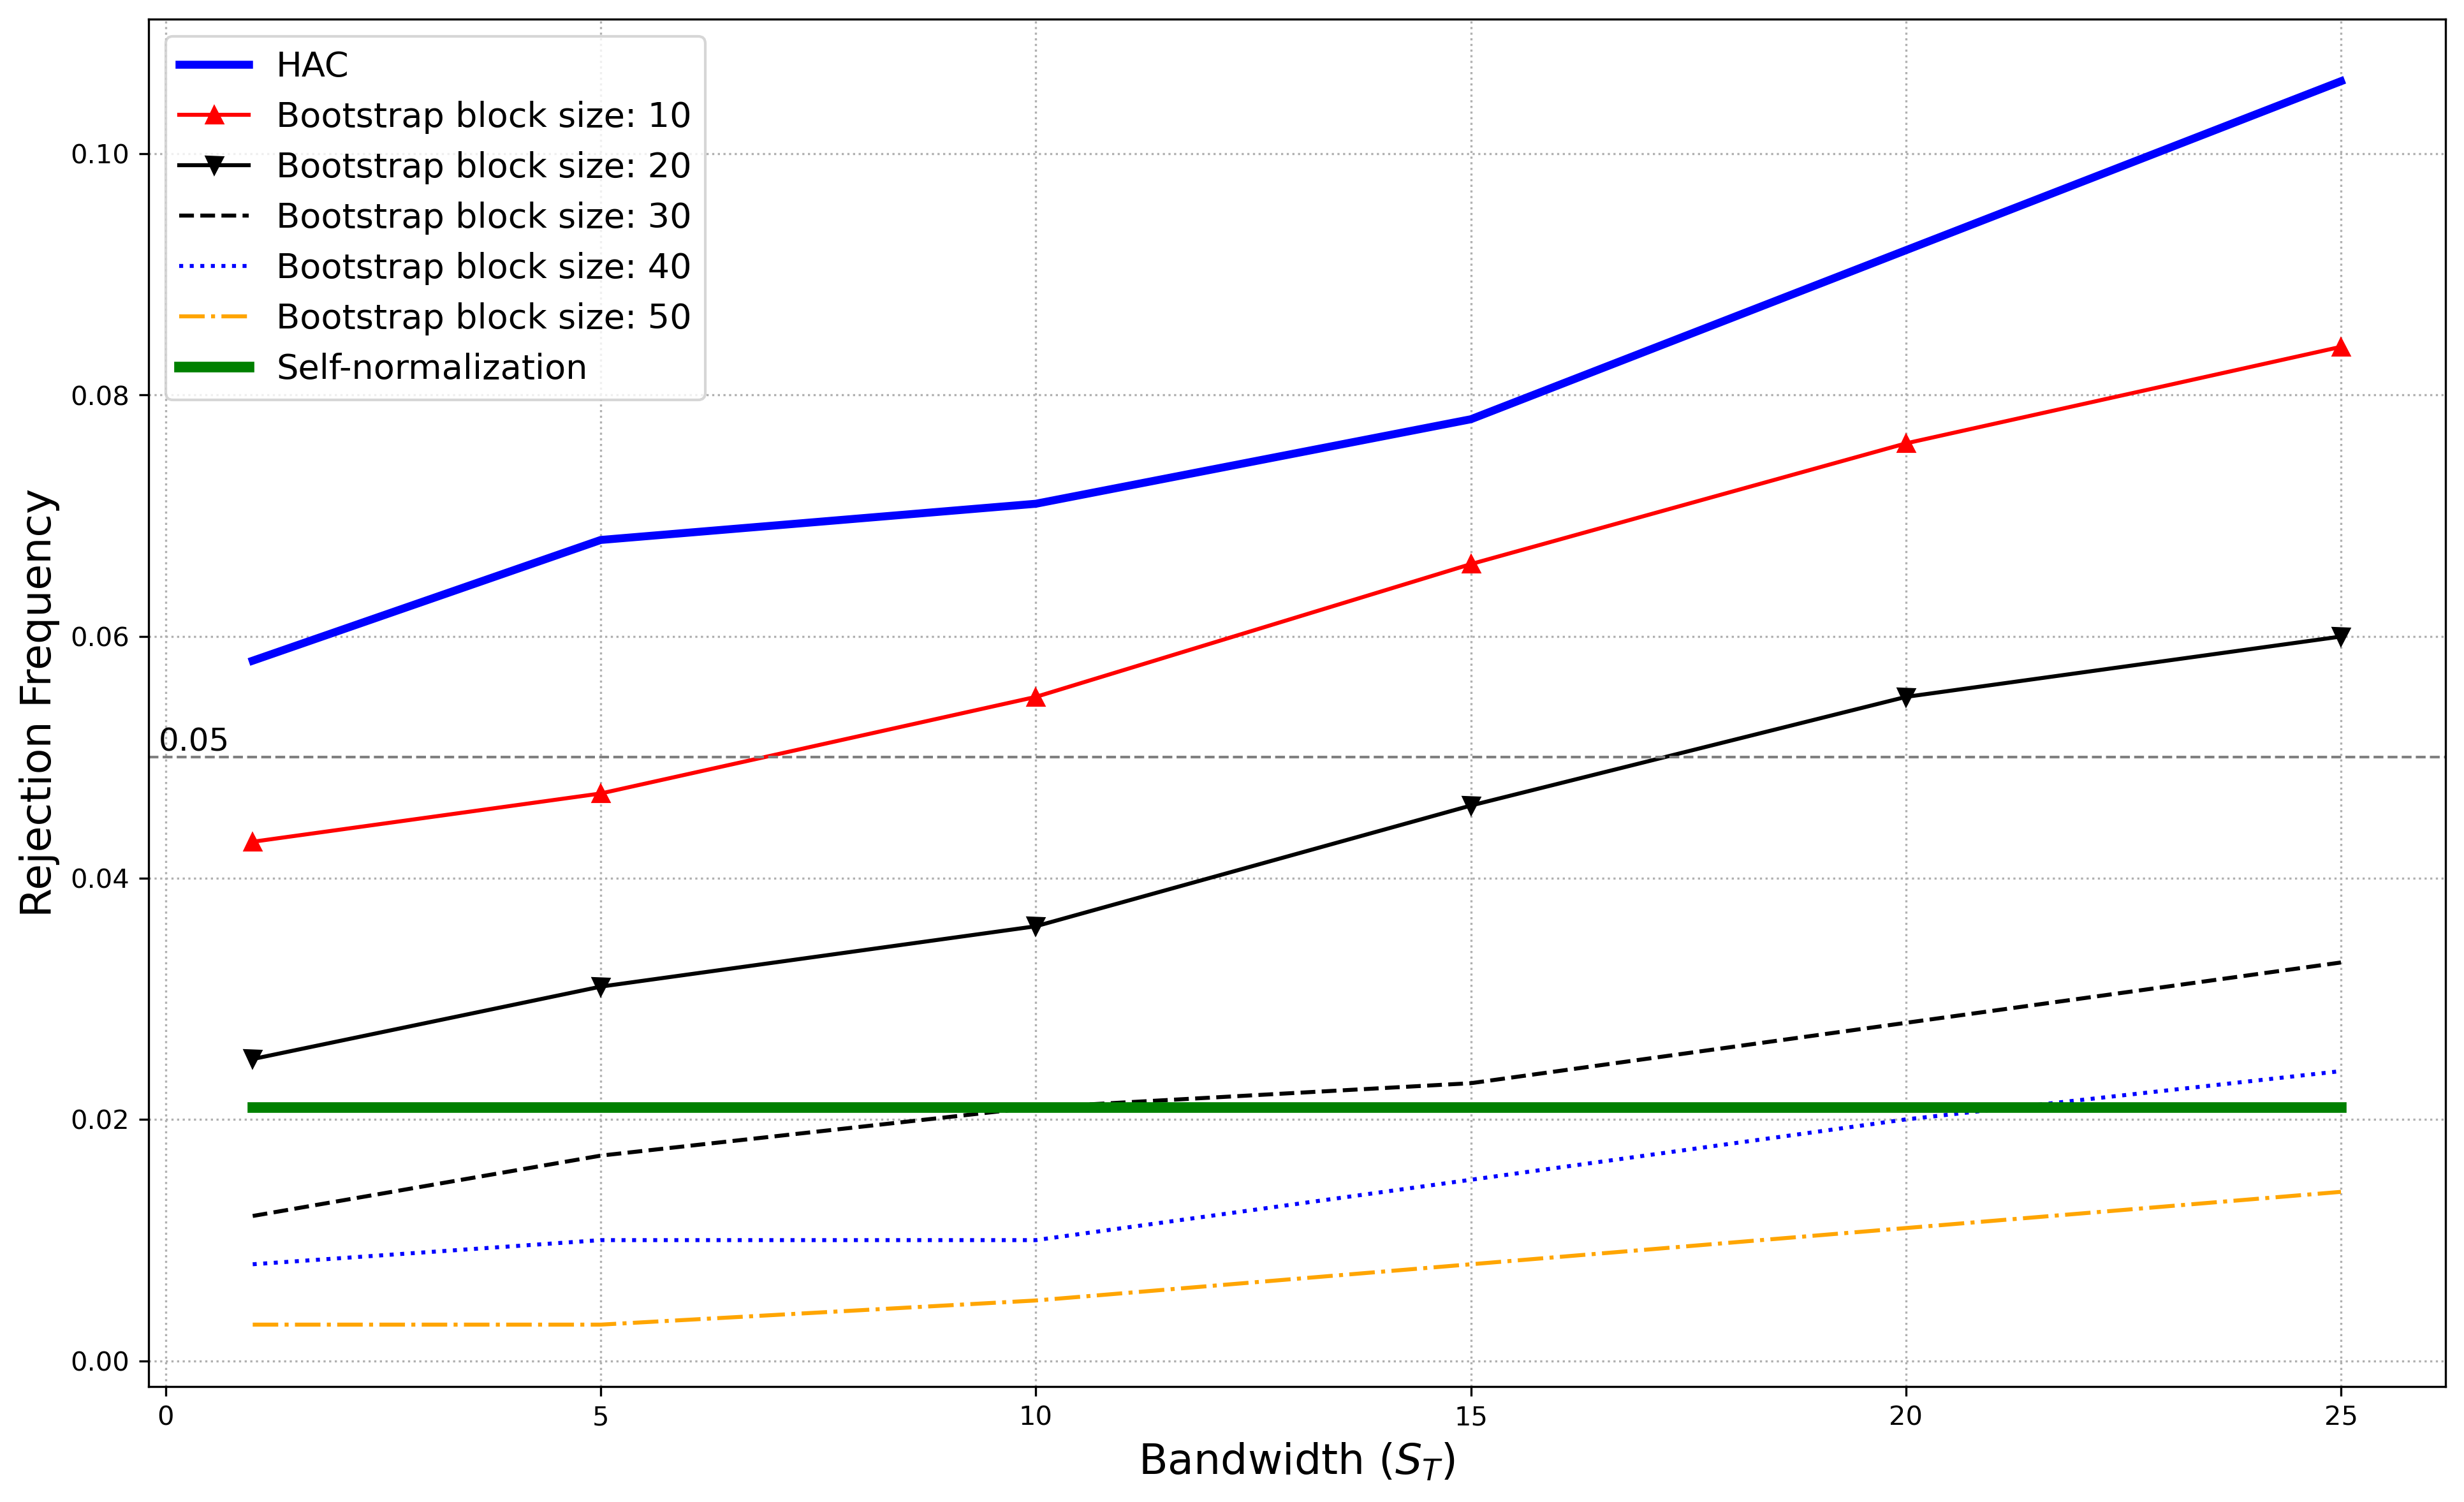 HAC
Bootstrap block size: 10
Bootstrap block size: 20
Bootstrap block size: 30
Bootstrap block size: 40
Bootstrap block size: 50
Self-normalization
Rejection Frequency
0.10
0.08
0.06
0.05
0.04
0.02
0.00
0 5 10 15 20 25
Bandwidth (S_T)